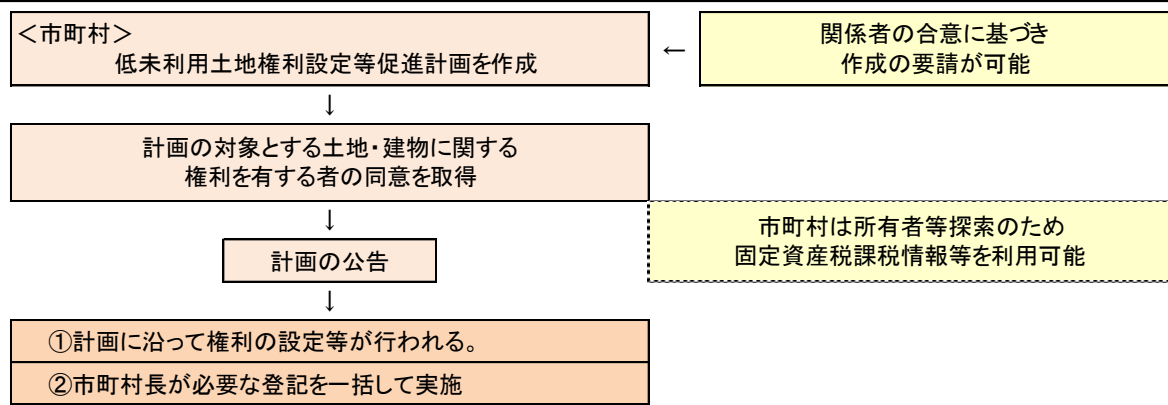 ＜市町村＞
低未利用土地権利設定等促進計画を作成
←
関係者の合意に基づき
作成の要請が可能
↓
計画の対象とする土地・建物に関する
権利を有する者の同意を取得
↓
市町村は所有者等探索のため
固定資産税課税情報等を利用可能
計画の公告
↓
①計画に沿って権利の設定等が行われる。
②市町村長が必要な登記を一括して実施